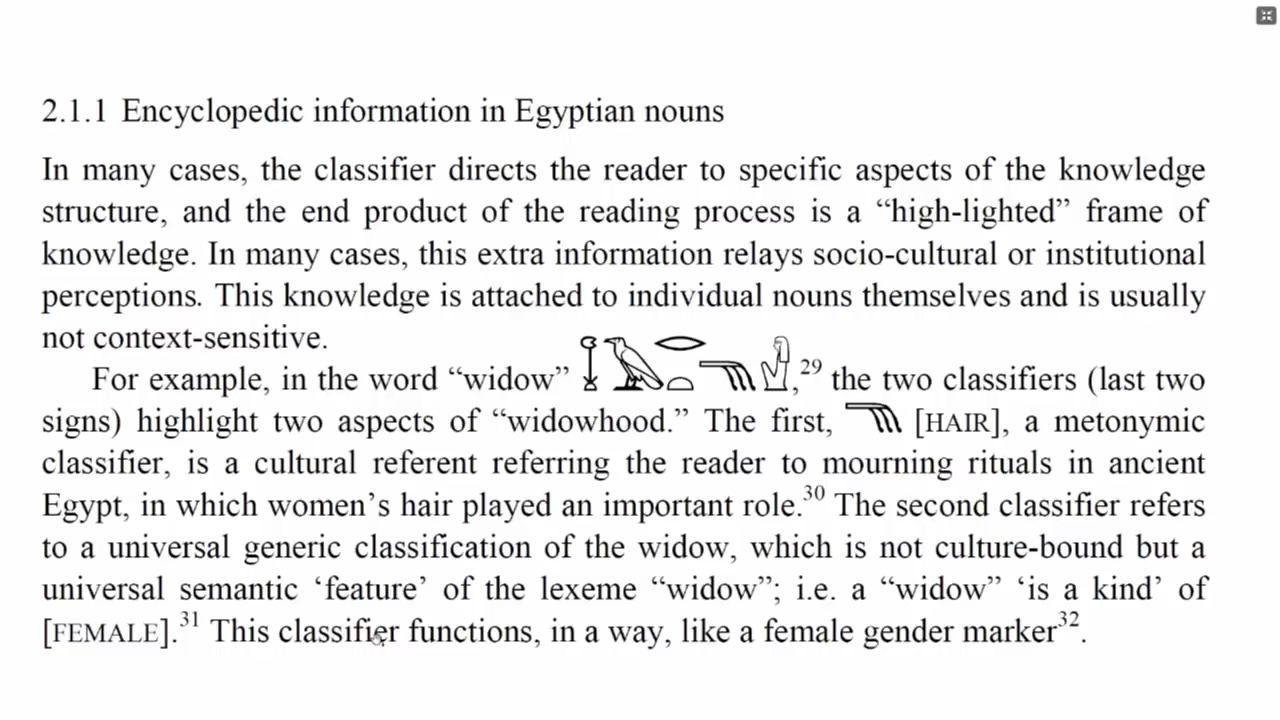 2.1.1 Encyclopedic information in Egyptian nouns
In many cases, the classifier directs the reader to specific aspects of the knowledge
structure, and the end product of the reading process is a “high-lighted” frame of
knowledge. In many cases, this extra information relays socio-cultural or institutional
perceptions. This knowledge is attached to individual nouns themselves and is usually
not context-sensitive.
For example, in the word “widow” ,29 the two classifiers (last two
signs) highlight two aspects of “widowhood.” The first, [HAIR], a metonymic
classifier, is a cultural referent referring the reader to mourning rituals in ancient
Egypt, in which women’s hair played an important role.30 The second classifier refers
to a universal generic classification of the widow, which is not culture-bound but a
universal semantic ‘feature’ of the lexeme “widow”; i.e. a “widow” ‘is a kind’ of
[FEMALE].31 This classifier functions, in a way, like a female gender marker32.